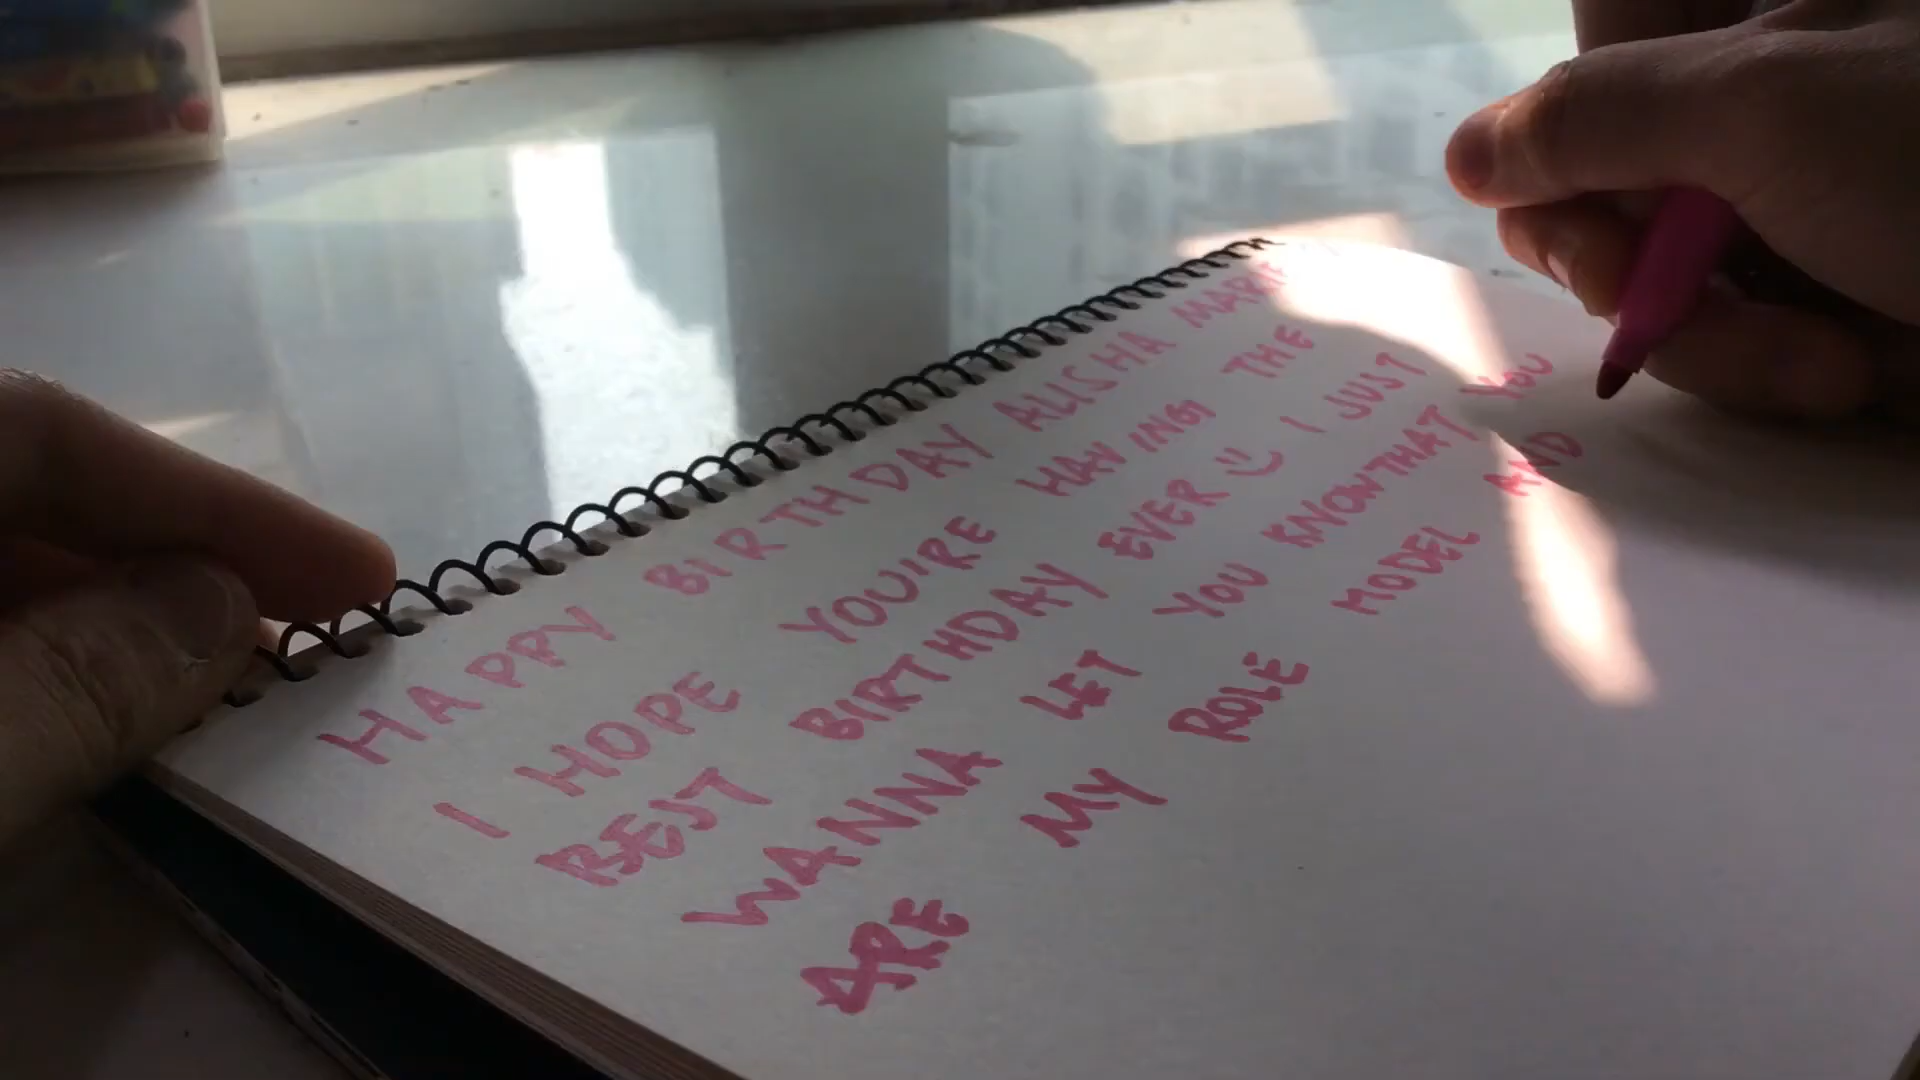 HAPPY BIRTHDAY ALISHA MARIE
I HOPE YOU'RE HAVING THE
BEST BIRTHDAY EVER I JUST
WANNA LET YOU KNOW THAT YOU
ARE MY ROLE MODEL AND